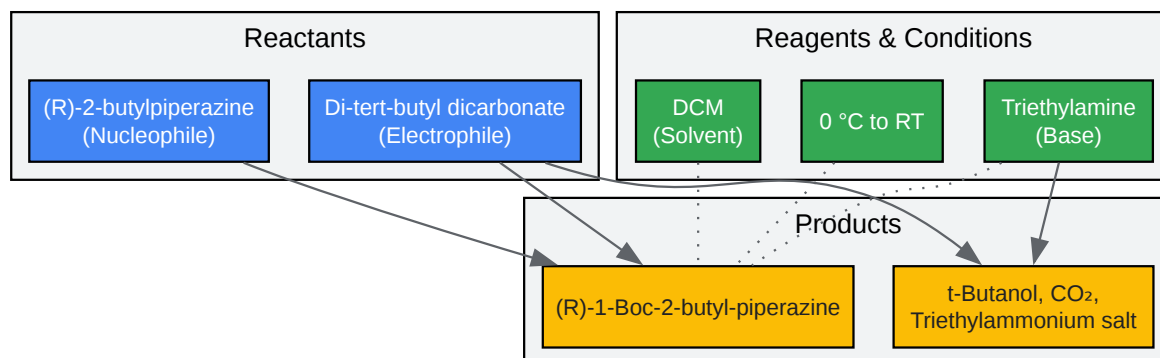 Reactants
(R)-2-butylpiperazine
(Nucleophile)
Di-tert-butyl dicarbonate
(Electrophile)
Reagents & Conditions
DCM
(Solvent)
0 °C to RT
Triethylamine
(Base)
Products
(R)-1-Boc-2-butyl-piperazine
t-Butanol, CO₂,
Triethylammonium salt